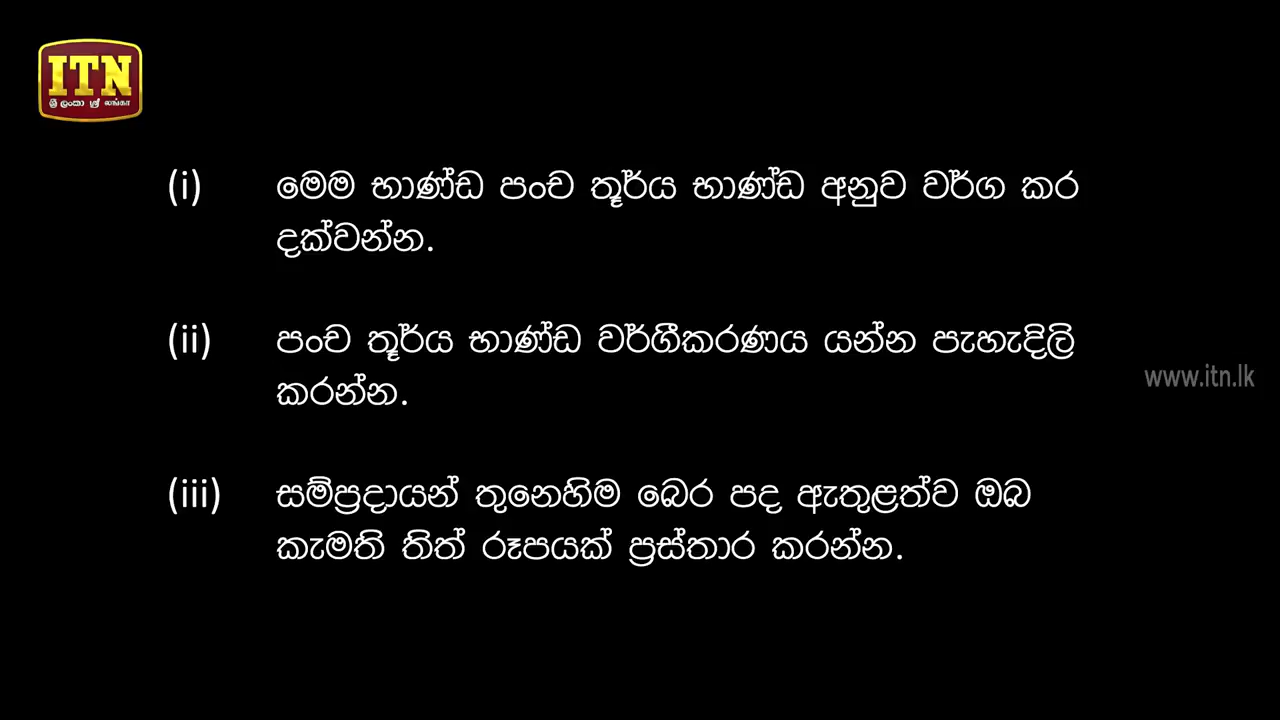 ITN
ශ්‍රී ලංකා ஸ்ரீ லங்கா
(i) මෙම භාණ්ඩ පංච තූර්ය භාණ්ඩ අනුව වර්ග කර
දක්වන්න.
(ii) පංච තූර්ය භාණ්ඩ වර්ගීකරණය යන්න පැහැදිලි
කරන්න.
www.itn.lk
(iii) සම්ප්‍රදායන් තුනෙහිම බෙර පද ඇතුළත්ව ඔබ
කැමති තිත් රූපයක් ප්‍රස්තාර කරන්න.